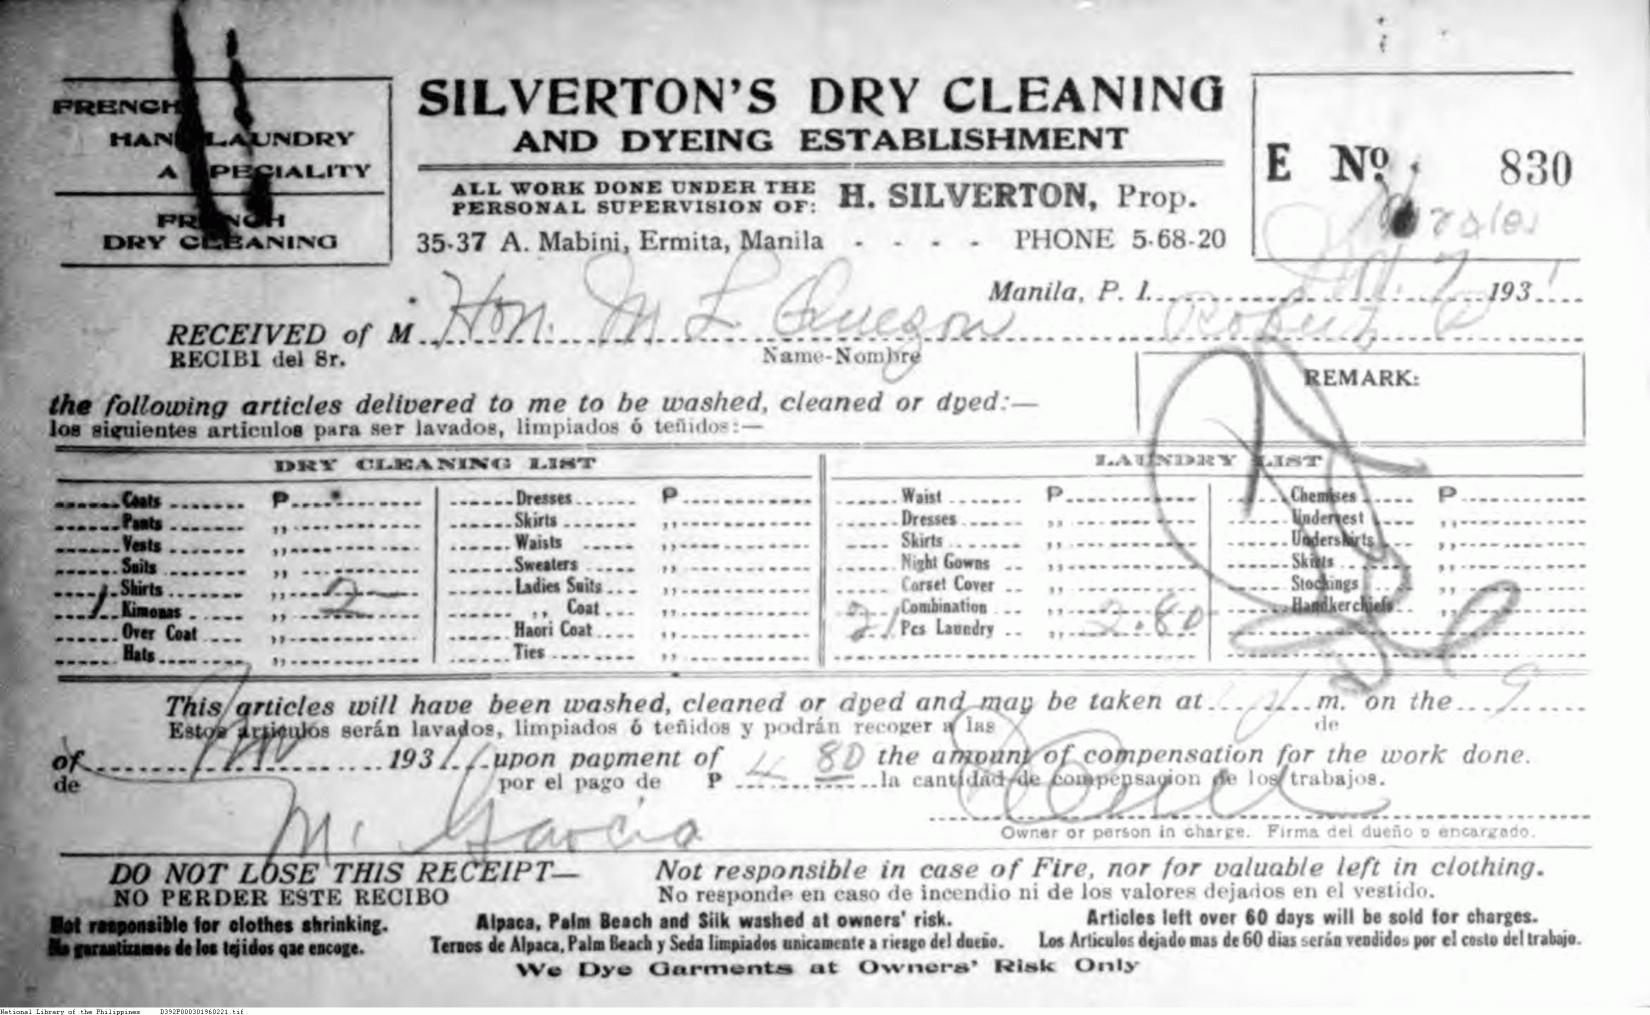 FRENCH
HAND LAUNDRY
A SPECIALITY
FRENCH
DRY CLEANING
SILVERTON'S DRY CLEANING
AND DYEING ESTABLISHMENT
ALL WORK DONE UNDER THE
PERSONAL SUPERVISION OF: H. SILVERTON, Prop.
35-37 A. Mabini, Ermita, Manila - - - - PHONE 5-68-20
E No. 830
Manila, P. I. Nov. 7 1931
RECEIVED of M Hon. M L Quezon
RECIBI del Sr. Name-Nombre
REMARK:
the following articles delivered to me to be washed, cleaned or dyed:—
los siguientes articulos para ser lavados, limpiados ó teñidos:—
DRY CLEANING LIST
Coats P
Pants ,,
Vests ,,
Suits ,,
Shirts ,,
1 Kimonas ,, 2
Over Coat ,,
Hats ,,
Dresses P
Skirts ,,
Waists ,,
Sweaters ,,
Ladies Suits ,,
,, Coat ,,
Haori Coat ,,
Ties ,,
LAUNDRY LIST
Waist P
Dresses ,,
Skirts ,,
Night Gowns ,,
Corset Cover ,,
Combination ,,
21 Pcs Laundry ,, 2.80
Chemises P
Undervest ,,
Undershirts ,,
Skirts ,,
Stockings ,,
Handkerchiefs ,,
This articles will have been washed, cleaned or dyed and may be taken at m. on the 9
Estos articulos serán lavados, limpiados ó teñidos y podrán recoger a las de
of Nov 1931 upon payment of 4 80 the amount of compensation for the work done.
de por el pago de P la cantidad de compensacion de los trabajos.
M. Garcia
Owner or person in charge. Firma del dueño o encargado.
DO NOT LOSE THIS RECEIPT— Not responsible in case of Fire, nor for valuable left in clothing.
NO PERDER ESTE RECIBO No responde en caso de incendio ni de los valores dejados en el vestido.
Not responsible for clothes shrinking. Alpaca, Palm Beach and Silk washed at owners' risk. Articles left over 60 days will be sold for charges.
No garantizamos de los tejidos qae encoge. Ternos de Alpaca, Palm Beach y Seda limpiados unicamente a riesgo del dueño. Los Articulos dejado mas de 60 dias serán vendidos por el costo del trabajo.
We Dye Garments at Owners' Risk Only
National Library of the Philippines D392P000301960221.tif